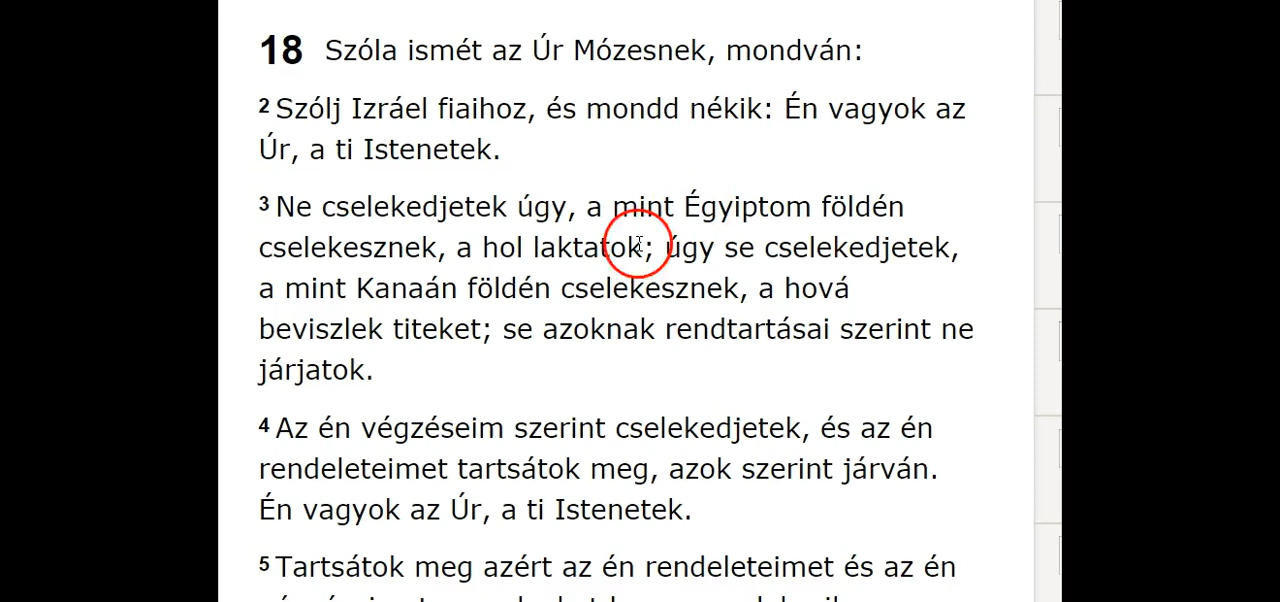 18 Szóla ismét az Úr Mózesnek, mondván:
2 Szólj Izráel fiaihoz, és mondd nékik: Én vagyok az
Úr, a ti Istenetek.
3 Ne cselekedjetek úgy, a mint Égyiptom földén
cselekesznek, a hol laktatok; úgy se cselekedjetek,
a mint Kanaán földén cselekesznek, a hová
beviszlek titeket; se azoknak rendtartásai szerint ne
járjatok.
4 Az én végzéseim szerint cselekedjetek, és az én
rendeleteimet tartsátok meg, azok szerint járván.
Én vagyok az Úr, a ti Istenetek.
5 Tartsátok meg azért az én rendeleteimet és az én